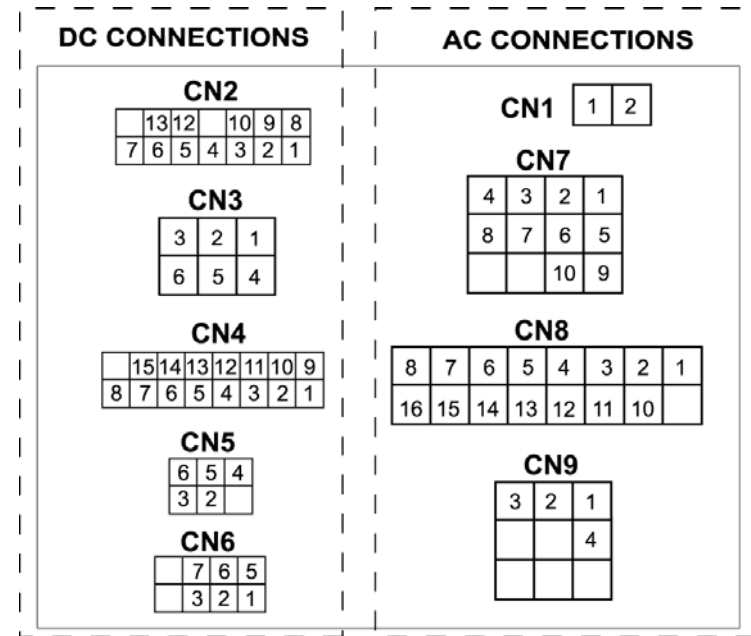 DC CONNECTIONS
CN2
13 12 10 9 8
7 6 5 4 3 2 1
CN3
3 2 1
6 5 4
CN4
15 14 13 12 11 10 9
8 7 6 5 4 3 2 1
CN5
6 5 4
3 2
CN6
7 6 5
3 2 1
AC CONNECTIONS
CN1 1 2
CN7
4 3 2 1
8 7 6 5
10 9
CN8
8 7 6 5 4 3 2 1
16 15 14 13 12 11 10
CN9
3 2 1
4